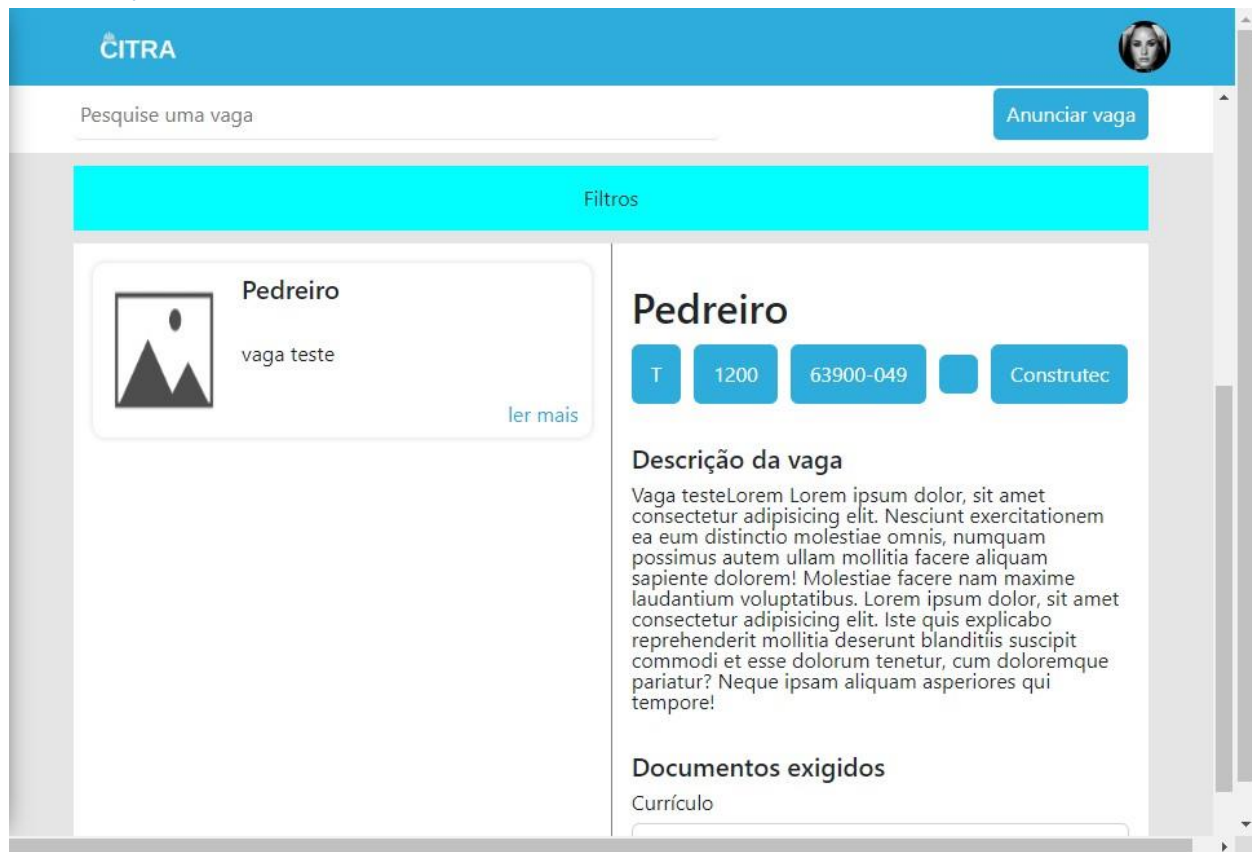 ČITRA
Pesquise uma vaga
Anunciar vaga
Filtros
Pedreiro
vaga teste
ler mais
Pedreiro
T
1200
63900-049
Construtec
Descrição da vaga
Vaga testeLorem Lorem ipsum dolor, sit amet
consectetur adipisicing elit. Nesciunt exercitationem
ea eum distinctio molestiae omnis, numquam
possimus autem ullam mollitia facere aliquam
sapiente dolorem! Molestiae facere nam maxime
laudantium voluptatibus. Lorem ipsum dolor, sit amet
consectetur adipisicing elit. Iste quis explicabo
reprehenderit mollitia deserunt blanditiis suscipit
commodi et esse dolorum tenetur, cum doloremque
pariatur? Neque ipsam aliquam asperiores qui
tempore!
Documentos exigidos
Currículo